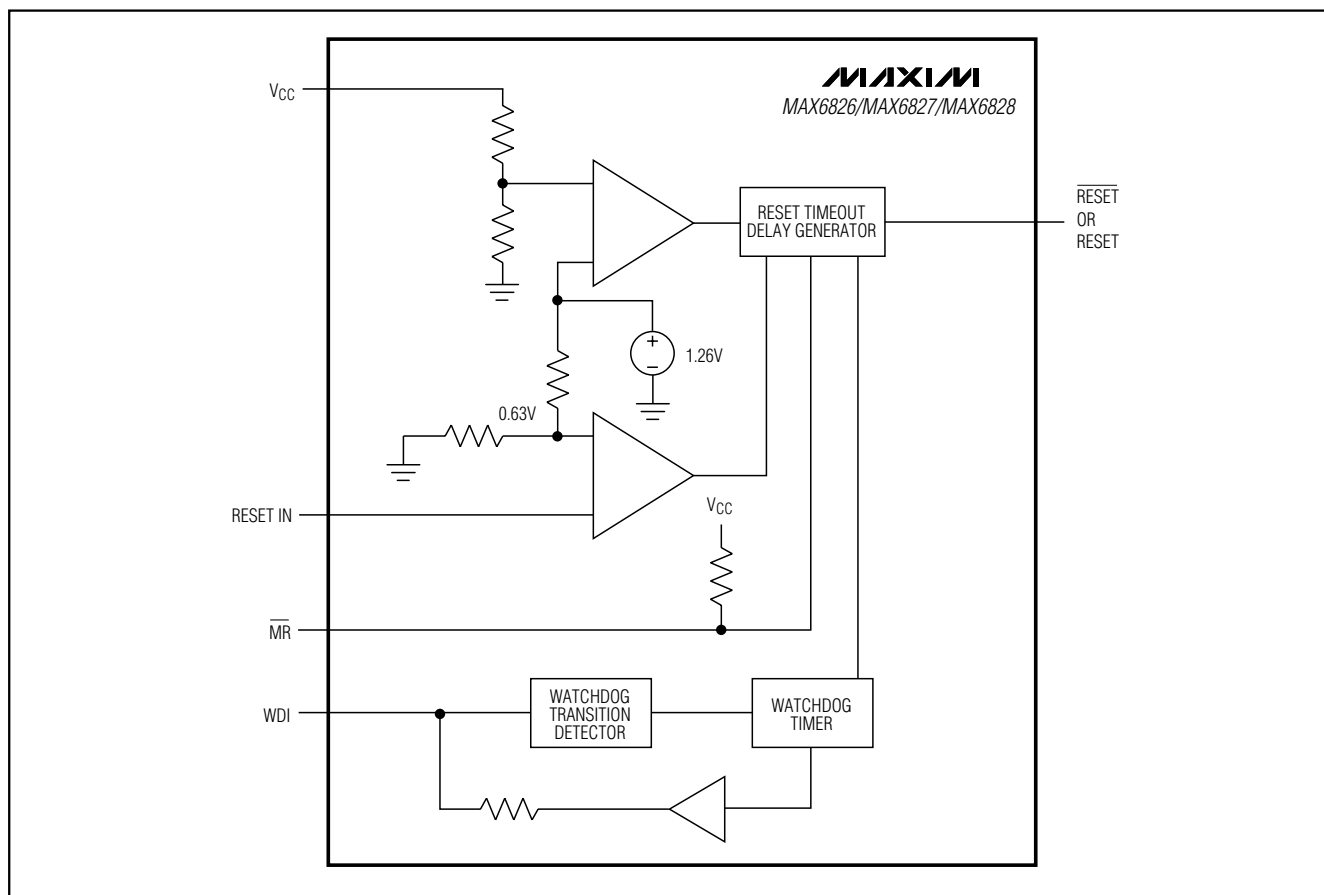 MAXIM
MAX6826/MAX6827/MAX6828
VCC
RESET TIMEOUT
DELAY GENERATOR
RESET
OR
RESET
1.26V
0.63V
RESET IN
VCC
MR
WDI
WATCHDOG
TRANSITION
DETECTOR
WATCHDOG
TIMER